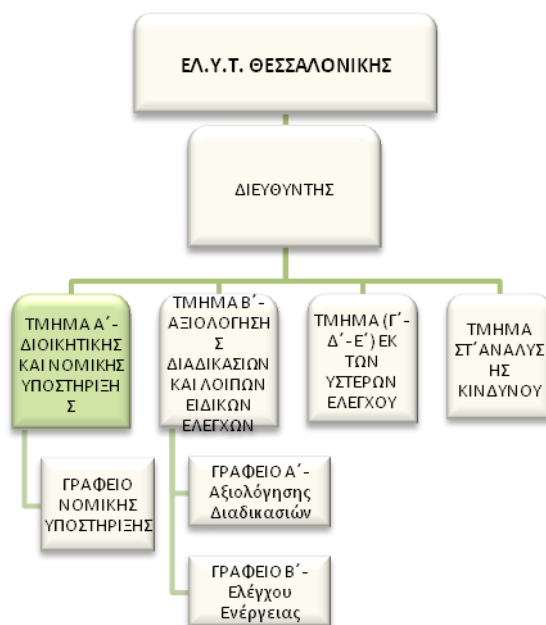 ΕΛ.Υ.Τ. ΘΕΣΣΑΛΟΝΙΚΗΣ
ΔΙΕΥΘΥΝΤΗΣ
ΤΜΗΜΑ Α΄-
ΔΙΟΙΚΗΤΙΚΗΣ
ΚΑΙ ΝΟΜΙΚΗΣ
ΥΠΟΣΤΗΡΙΞΗ
Σ
ΤΜΗΜΑ Β΄-
ΑΞΙΟΛΟΓΗΣΗ
Σ
ΔΙΑΔΙΚΑΣΙΩΝ
ΚΑΙ ΛΟΙΠΩΝ
ΕΙΔΙΚΩΝ
ΕΛΕΓΧΩΝ
ΤΜΗΜΑ (Γ΄-
Δ΄-Ε΄) ΕΚ
ΤΩΝ
ΥΣΤΕΡΩΝ
ΕΛΕΓΧΟΥ
ΤΜΗΜΑ
ΣΤ΄ΑΝΑΛΥΣ
ΗΣ
ΚΙΝΔΥΝΟΥ
ΓΡΑΦΕΙΟ
ΝΟΜΙΚΗΣ
ΥΠΟΣΤΗΡΙΞΗΣ
ΓΡΑΦΕΙΟ Α΄-
Αξιολόγησης
Διαδικασιών
ΓΡΑΦΕΙΟ Β΄-
Ελέγχου
Ενέργειας